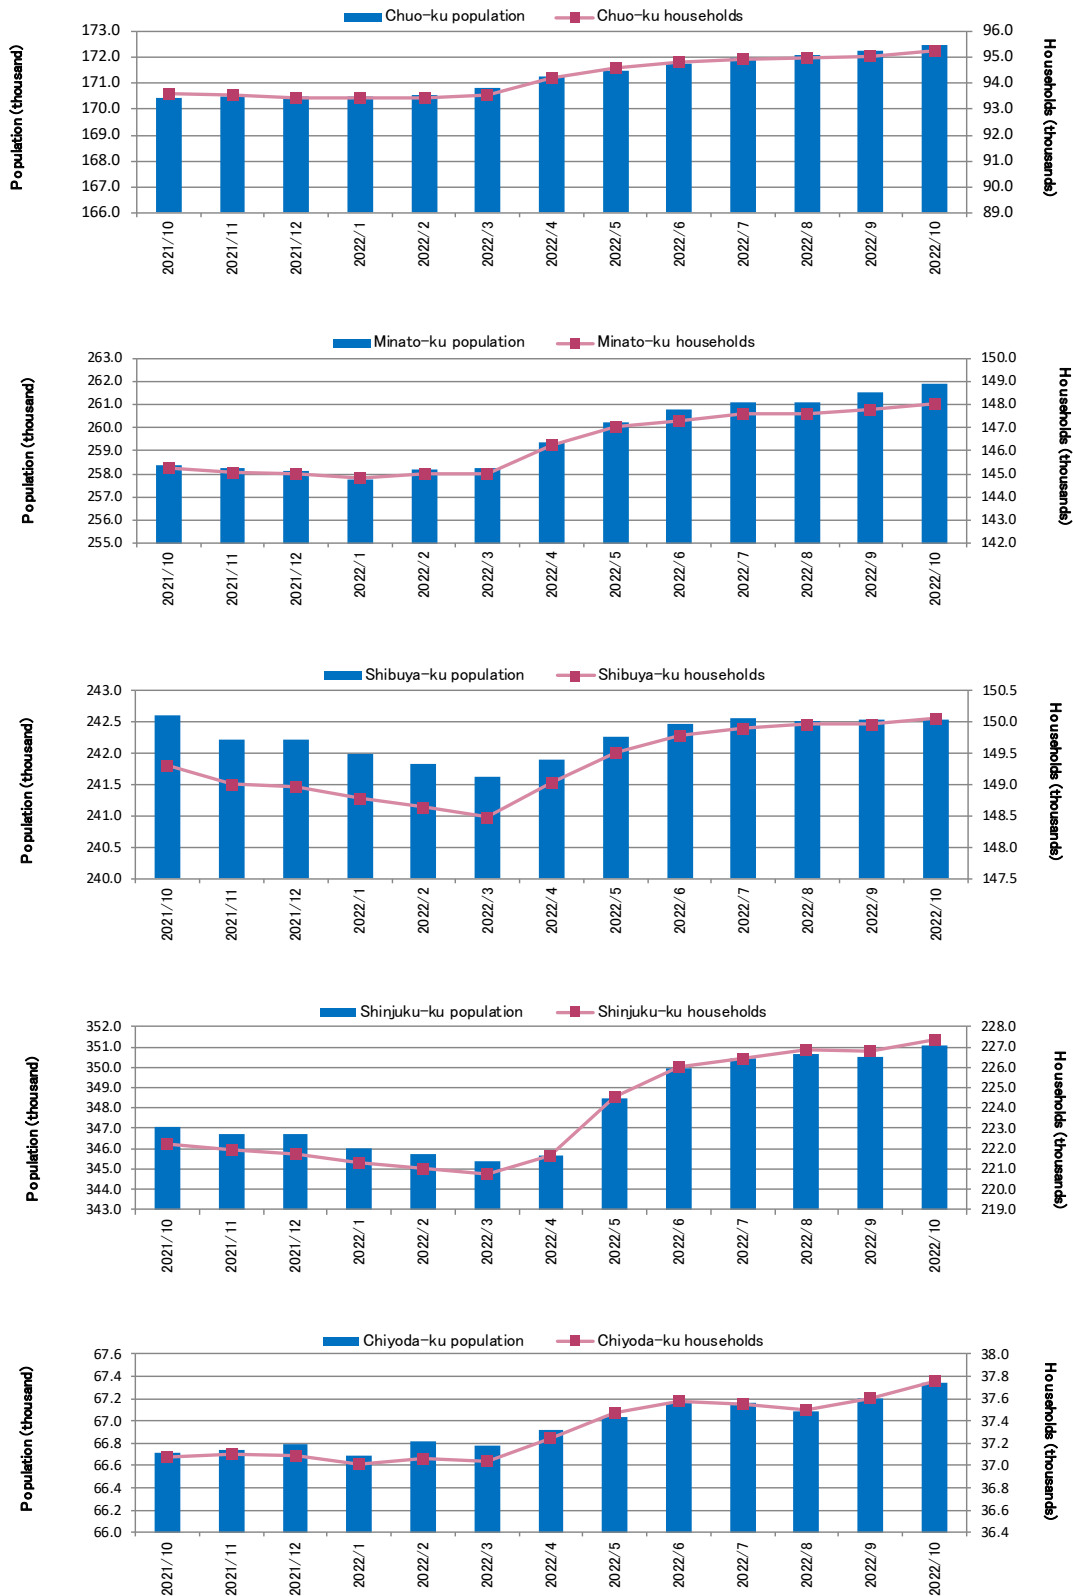 Chuo-ku population Chuo-ku households
Population (thousand)
Households (thousands)
173.0 96.0
172.0 95.0
171.0 94.0
170.0 93.0
169.0 92.0
168.0 91.0
167.0 90.0
166.0 89.0
2021/10 2021/11 2021/12 2022/1 2022/2 2022/3 2022/4 2022/5 2022/6 2022/7 2022/8 2022/9 2022/10
Minato-ku population Minato-ku households
Population (thousand)
Households (thousands)
263.0 150.0
262.0 149.0
261.0 148.0
260.0 147.0
259.0 146.0
258.0 145.0
257.0 144.0
256.0 143.0
255.0 142.0
2021/10 2021/11 2021/12 2022/1 2022/2 2022/3 2022/4 2022/5 2022/6 2022/7 2022/8 2022/9 2022/10
Shibuya-ku population Shibuya-ku households
Population (thousand)
Households (thousands)
243.0 150.5
242.5 150.0
242.0 149.5
241.5 149.0
241.0 148.5
240.5 148.0
240.0 147.5
2021/10 2021/11 2021/12 2022/1 2022/2 2022/3 2022/4 2022/5 2022/6 2022/7 2022/8 2022/9 2022/10
Shinjuku-ku population Shinjuku-ku households
Population (thousand)
Households (thousands)
352.0 228.0
351.0 227.0
350.0 226.0
349.0 225.0
348.0 224.0
347.0 223.0
346.0 222.0
345.0 221.0
344.0 220.0
343.0 219.0
2021/10 2021/11 2021/12 2022/1 2022/2 2022/3 2022/4 2022/5 2022/6 2022/7 2022/8 2022/9 2022/10
Chiyoda-ku population Chiyoda-ku households
Population (thousand)
Households (thousands)
67.6 38.0
67.4 37.8
67.2 37.6
67.0 37.4
66.8 37.2
66.6 37.0
66.4 36.8
66.2 36.6
66.0 36.4
2021/10 2021/11 2021/12 2022/1 2022/2 2022/3 2022/4 2022/5 2022/6 2022/7 2022/8 2022/9 2022/10